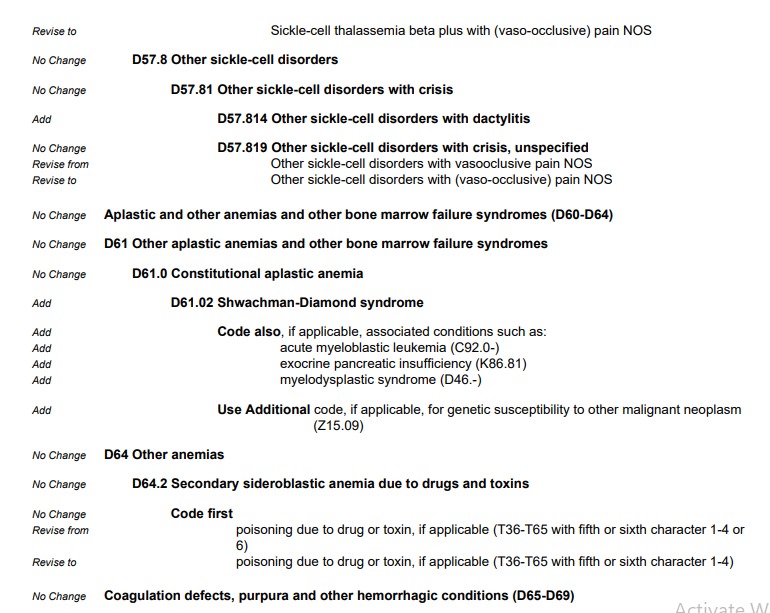 Revise to Sickle-cell thalassemia beta plus with (vaso-occlusive) pain NOS
No Change D57.8 Other sickle-cell disorders
No Change D57.81 Other sickle-cell disorders with crisis
Add D57.814 Other sickle-cell disorders with dactylitis
No Change D57.819 Other sickle-cell disorders with crisis, unspecified
Revise from Other sickle-cell disorders with vasooclusive pain NOS
Revise to Other sickle-cell disorders with (vaso-occlusive) pain NOS
No Change Aplastic and other anemias and other bone marrow failure syndromes (D60-D64)
No Change D61 Other aplastic anemias and other bone marrow failure syndromes
No Change D61.0 Constitutional aplastic anemia
Add D61.02 Shwachman-Diamond syndrome
Add Code also, if applicable, associated conditions such as:
Add acute myeloblastic leukemia (C92.0-)
Add exocrine pancreatic insufficiency (K86.81)
Add myelodysplastic syndrome (D46.-)
Add Use Additional code, if applicable, for genetic susceptibility to other malignant neoplasm
(Z15.09)
No Change D64 Other anemias
No Change D64.2 Secondary sideroblastic anemia due to drugs and toxins
No Change Code first
Revise from poisoning due to drug or toxin, if applicable (T36-T65 with fifth or sixth character 1-4 or
6)
Revise to poisoning due to drug or toxin, if applicable (T36-T65 with fifth or sixth character 1-4)
No Change Coagulation defects, purpura and other hemorrhagic conditions (D65-D69)
Activate W